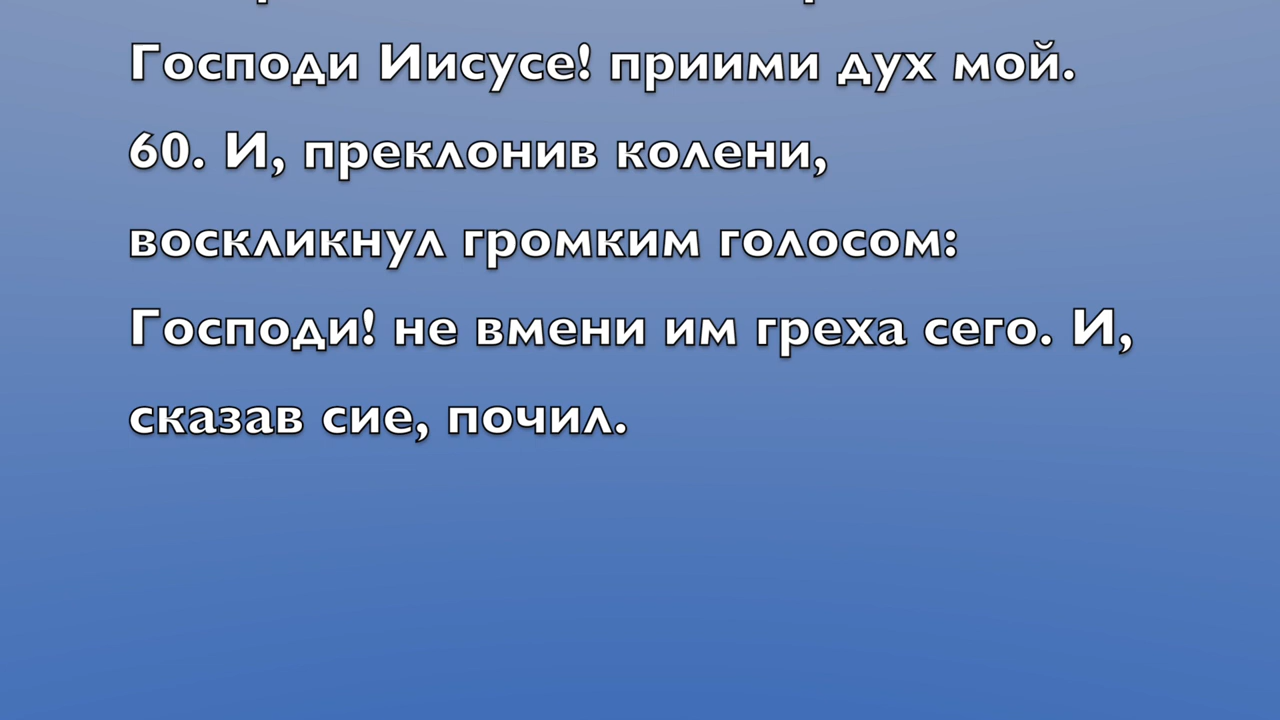 Господи Иисусе! приими дух мой.
60. И, преклонив колени,
воскликнул громким голосом:
Господи! не вмени им греха сего. И,
сказав сие, почил.